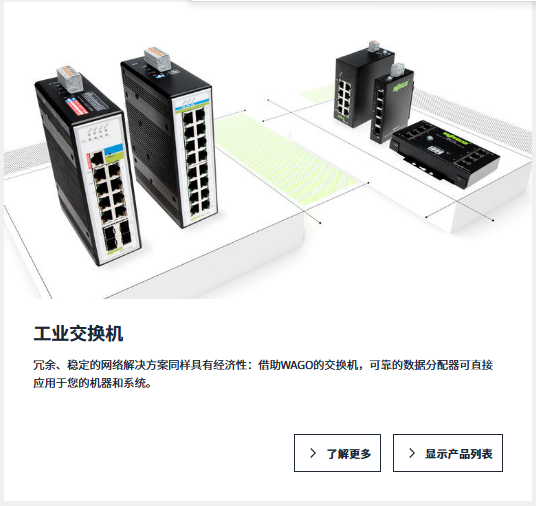 工业交换机
冗余、稳定的网络解决方案同样具有经济性：借助WAGO的交换机，可靠的数据分配器可直接
应用于您的机器和系统。
了解更多
显示产品列表